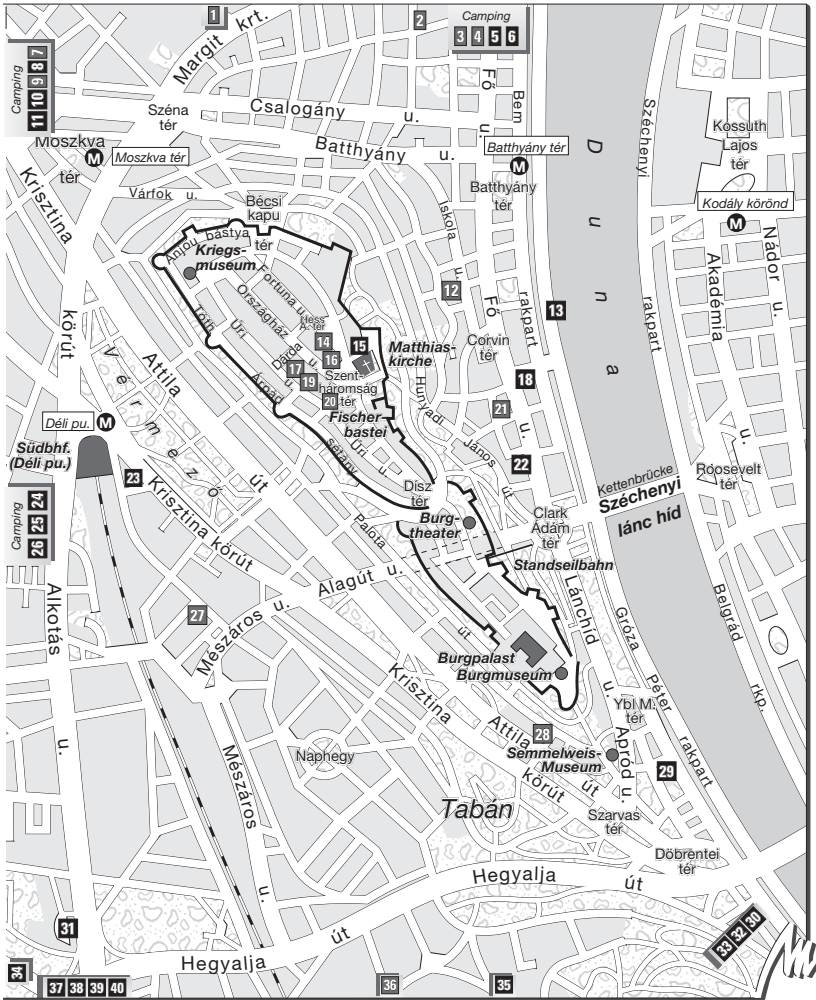 1
2
Camping
3 4 5 6
Margit krt.
Camping
11 10 9 8 7
Széna
tér
Csalogány u.
Fő u.
Bem
rakpart
Duna
Széchenyi
rakpart
Kossuth
Lajos
tér
Moszkva
tér
M
Moszkva tér
Batthyány u.
Batthyány tér
M
Batthyány
tér
Kodály körönd
M
Krisztina
körút
Várfok u.
Bécsi
kapu
tér
Anjou bástya
Kriegs-
museum
Iskola u.
Akadémia
Nádor u.
Fortuna u.
Országház
u.
Úri
Tóth
Árpád
sétány
Dárda
u.
Hess
A. tér
12
13
14
15
16
17
19
20
Matthias-
kirche
Fő
u.
Corvin
tér
18
21
22
Szent-
háromság
tér
Fischer-
bastei
Hunyadi
János
út
Vérmező
Attila
út
Déli pu.
M
Südbhf.
(Déli pu.)
23
Camping
26 25 24
Krisztina körút
Úri u.
Dísz
tér
Burg-
theater
Palota
út
Kettenbrücke
Széchenyi
lánc híd
Roosevelt
tér
u.
Clark
Ádám
tér
Standseilbahn
Alagút u.
27
Mészáros u.
Alkotás
u.
Lánchíd
u.
Gróza
Péter
rakpart
Belgrád
rkp.
Burgpalast
Burgmuseum
Krisztina
körút
Attila
út
28
Ybl M.
tér
Apród u.
Semmelweis-
Museum
29
Naphegy
Mészáros
u.
Tabán
Szarvas
tér
Döbrentei
tér
Hegyalja út
31
33 32 30
34
Hegyalja
út
37 38 39 40
36
35